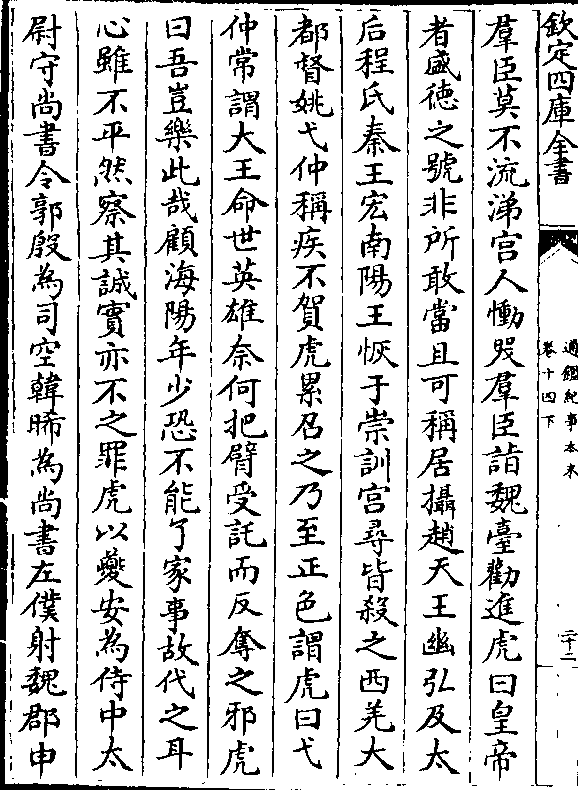 欽定四庫全書
通鑑紀事本末
卷十四下
三十二
羣臣莫不流涕宫人慟哭羣臣詣魏臺勸進虎曰皇帝
者盛徳之號非所敢當且可稱居攝趙天王幽弘及太
后程氏秦王宏南陽王恢于崇訓宫尋皆殺之西羌大
都督姚弋仲稱疾不賀虎累召之乃至正色謂虎曰弋
仲常謂大王命世英雄奈何把臂受託而反奪之邪虎
曰吾豈樂此哉顧海陽年少恐不能了家事故代之耳
心雖不平然察其誠實亦不之罪虎以夔安為侍中太
尉守尚書令郭殷為司空韓晞為尚書左僕射魏郡申